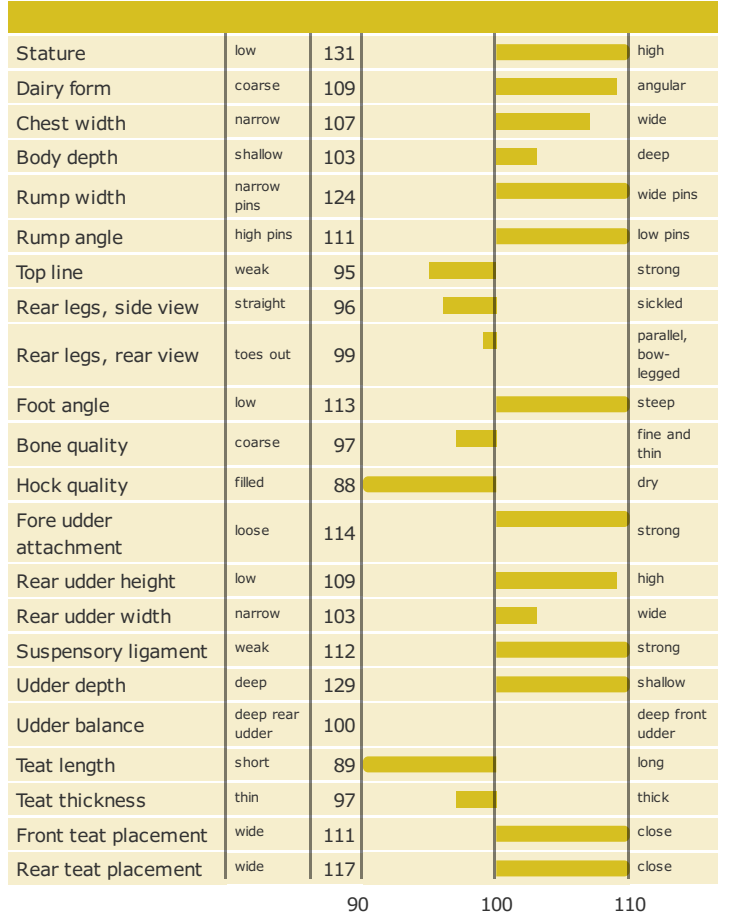 Stature low 131 high
Dairy form coarse 109 angular
Chest width narrow 107 wide
Body depth shallow 103 deep
Rump width narrow pins 124 wide pins
Rump angle high pins 111 low pins
Top line weak 95 strong
Rear legs, side view straight 96 sickled
Rear legs, rear view toes out 99 parallel, bow-legged
Foot angle low 113 steep
Bone quality coarse 97 fine and thin
Hock quality filled 88 dry
Fore udder attachment loose 114 strong
Rear udder height low 109 high
Rear udder width narrow 103 wide
Suspensory ligament weak 112 strong
Udder depth deep 129 shallow
Udder balance deep rear udder 100 deep front udder
Teat length short 89 long
Teat thickness thin 97 thick
Front teat placement wide 111 close
Rear teat placement wide 117 close
90 100 110